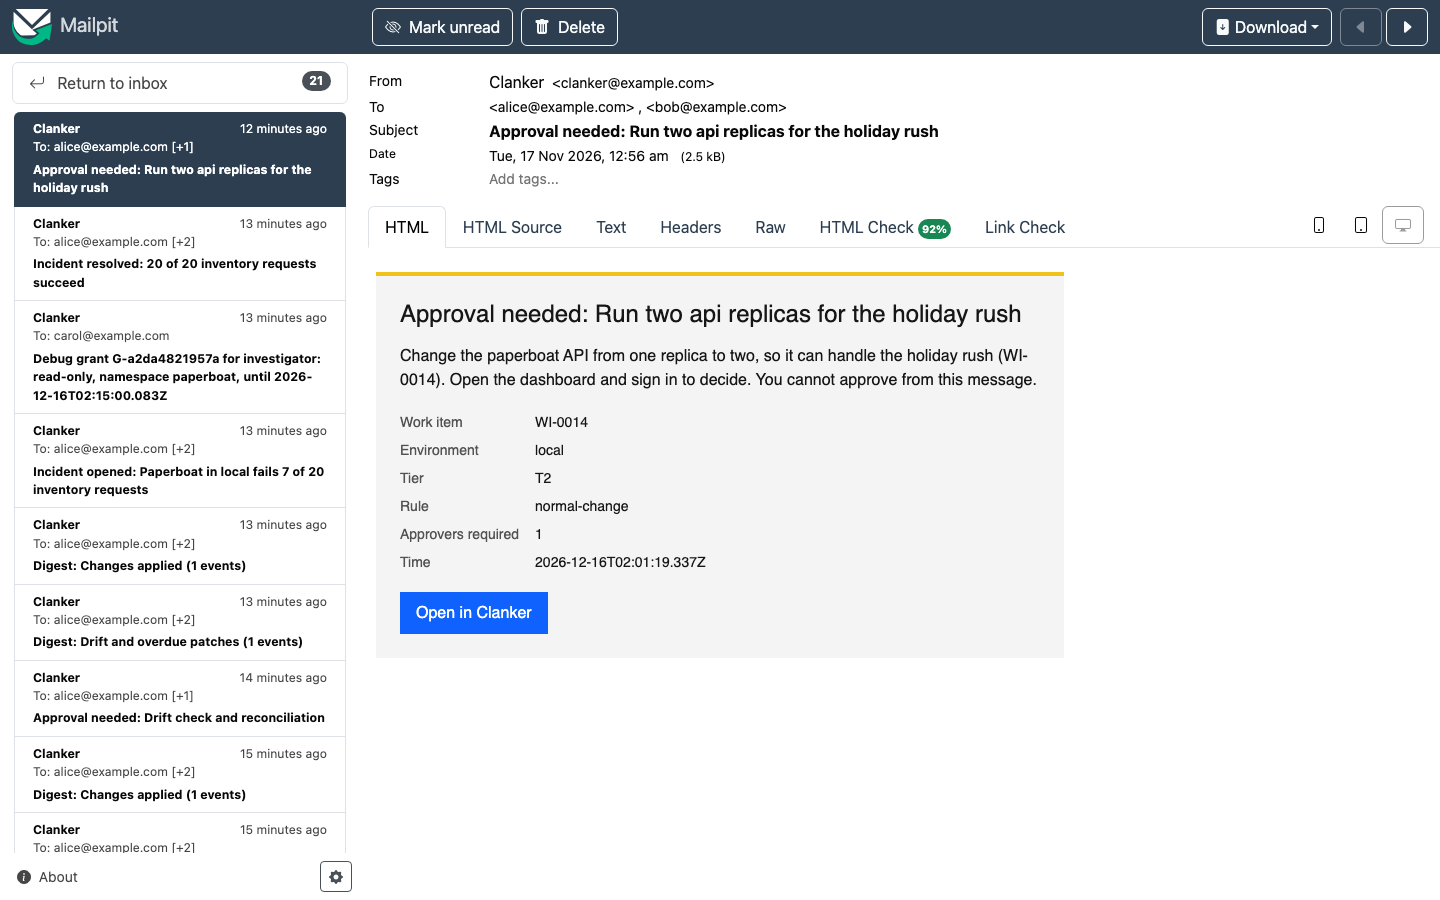 Mailpit
Mark unread
Delete
Download
Return to inbox
21
Clanker
12 minutes ago
To: alice@example.com [+1]
Approval needed: Run two api replicas for the
holiday rush
Clanker
13 minutes ago
To: alice@example.com [+2]
Incident resolved: 20 of 20 inventory requests
succeed
Clanker
13 minutes ago
To: carol@example.com
Debug grant G-a2da4821957a for investigator:
read-only, namespace paperboat, until 2026-
12-16T02:15:00.083Z
Clanker
13 minutes ago
To: alice@example.com [+2]
Incident opened: Paperboat in local fails 7 of 20
inventory requests
Clanker
13 minutes ago
To: alice@example.com [+2]
Digest: Changes applied (1 events)
Clanker
13 minutes ago
To: alice@example.com [+2]
Digest: Drift and overdue patches (1 events)
Clanker
14 minutes ago
To: alice@example.com [+1]
Approval needed: Drift check and reconciliation
Clanker
15 minutes ago
To: alice@example.com [+2]
Digest: Changes applied (1 events)
Clanker
15 minutes ago
To: alice@example.com [+2]
About
From
Clanker <clanker@example.com>
To
<alice@example.com> , <bob@example.com>
Subject
Approval needed: Run two api replicas for the holiday rush
Date
Tue, 17 Nov 2026, 12:56 am (2.5 kB)
Tags
Add tags...
HTML
HTML Source
Text
Headers
Raw
HTML Check 92%
Link Check
Approval needed: Run two api replicas for the holiday rush
Change the paperboat API from one replica to two, so it can handle the holiday rush (WI-
0014). Open the dashboard and sign in to decide. You cannot approve from this message.
Work item WI-0014
Environment local
Tier T2
Rule normal-change
Approvers required 1
Time 2026-12-16T02:01:19.337Z
Open in Clanker